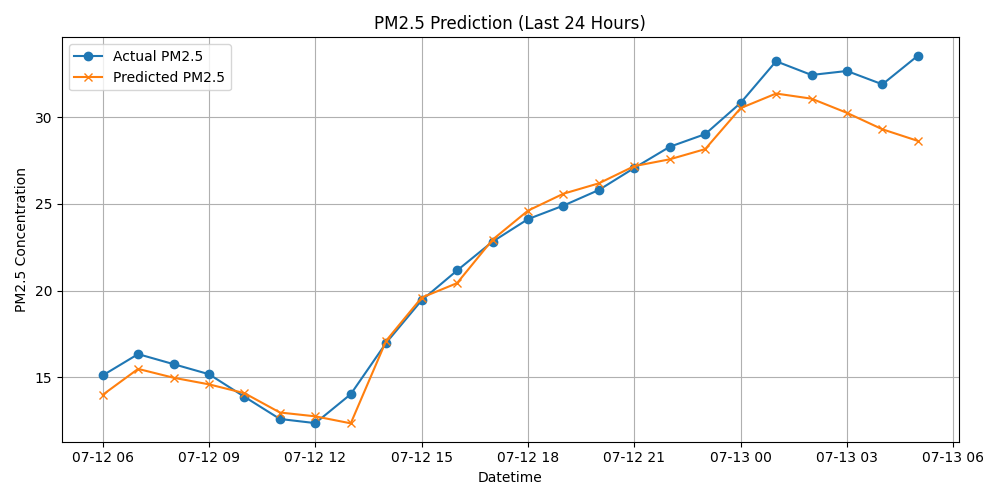 PM2.5 Prediction (Last 24 Hours)
Actual PM2.5
Predicted PM2.5
PM2.5 Concentration
30
25
20
15
07-12 06 07-12 09 07-12 12 07-12 15 07-12 18 07-12 21 07-13 00 07-13 03 07-13 06
Datetime